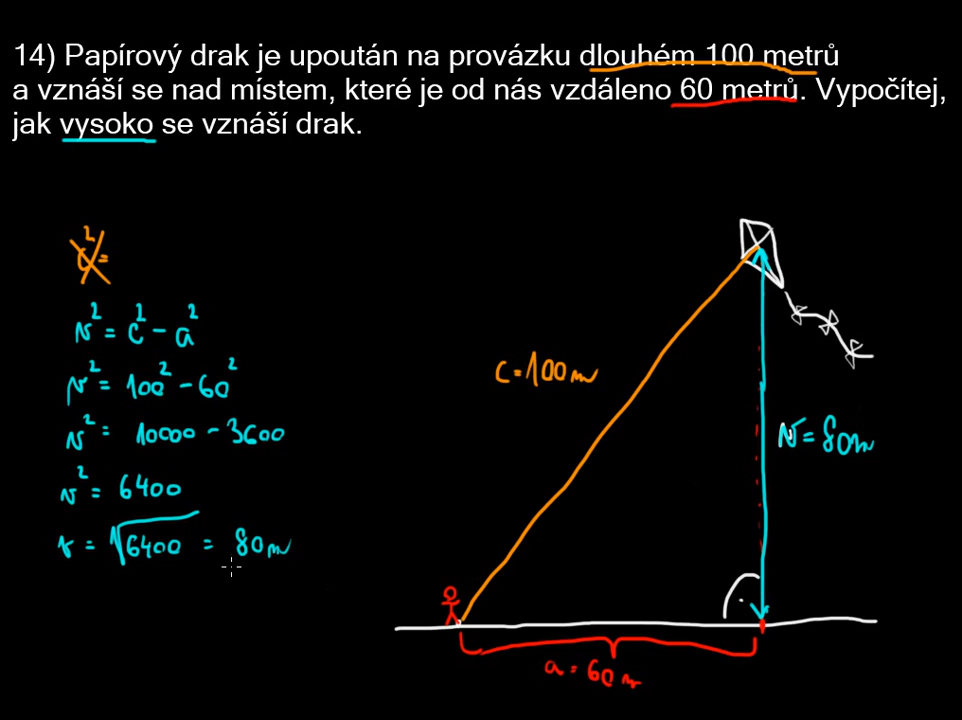 14) Papírový drak je upoután na provázku dlouhém 100 metrů
a vznáší se nad místem, které je od nás vzdáleno 60 metrů. Vypočítej,
jak vysoko se vznáší drak.
c² =
v² = c² - a²
v² = 100² - 60²
v² = 10000 - 3600
v² = 6400
v = √6400 = 80m
c = 100m
v = 80m
a = 60m